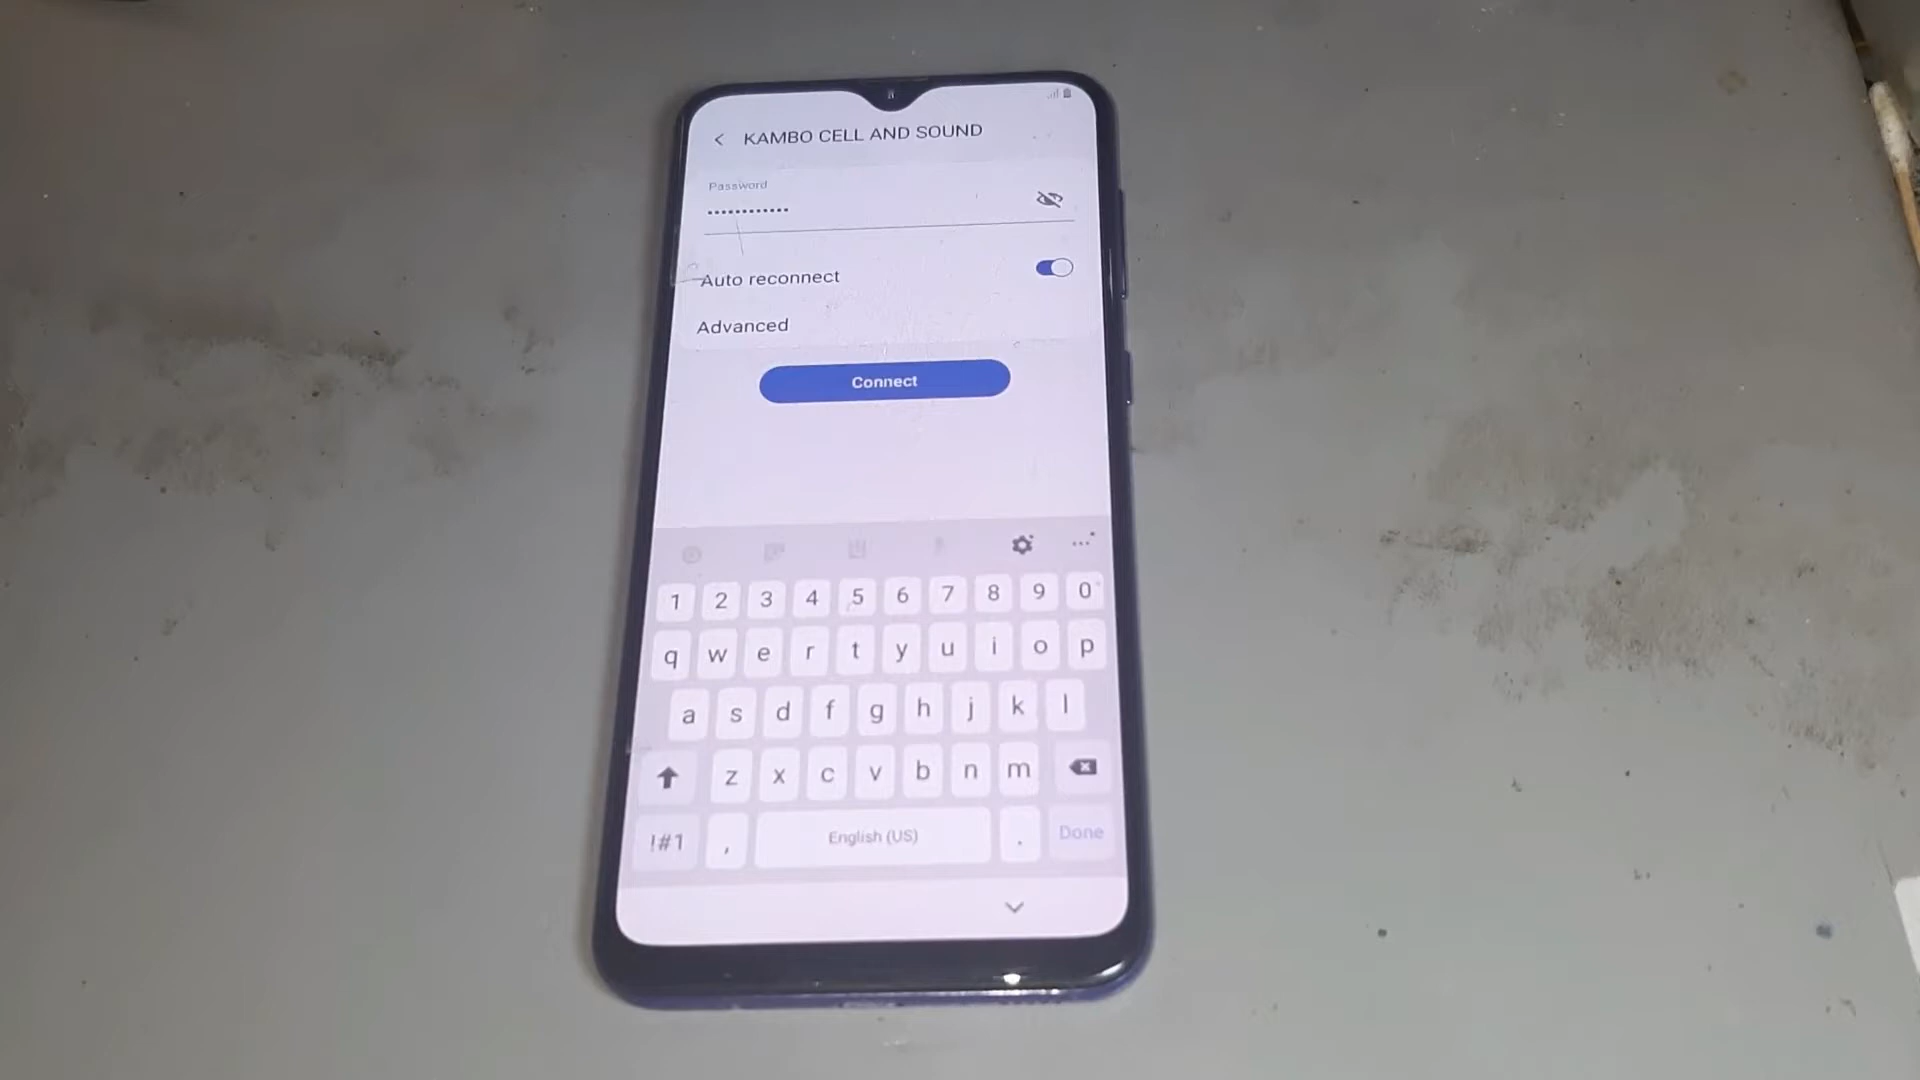 KAMBO CELL AND SOUND
Password
••••••••••••
Auto reconnect
Advanced
Connect
1 2 3 4 5 6 7 8 9 0
q w e r t y u i o p
a s d f g h j k l
z x c v b n m
!#1 , English (US) . Done